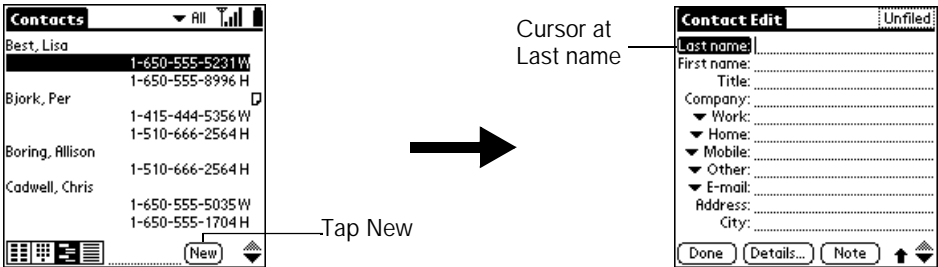 Contacts
All
Best, Lisa
1-650-555-5231 W
1-650-555-8996 H
Bjork, Per
1-415-444-5356 W
1-510-666-2564 H
Boring, Allison
1-510-666-2564 H
Cadwell, Chris
1-650-555-5035 W
1-650-555-1704 H
New
Tap New
Cursor at
Last name
Contact Edit
Unfiled
Last name:
First name:
Title:
Company:
Work:
Home:
Mobile:
Other:
E-mail:
Address:
City:
Done
Details...
Note